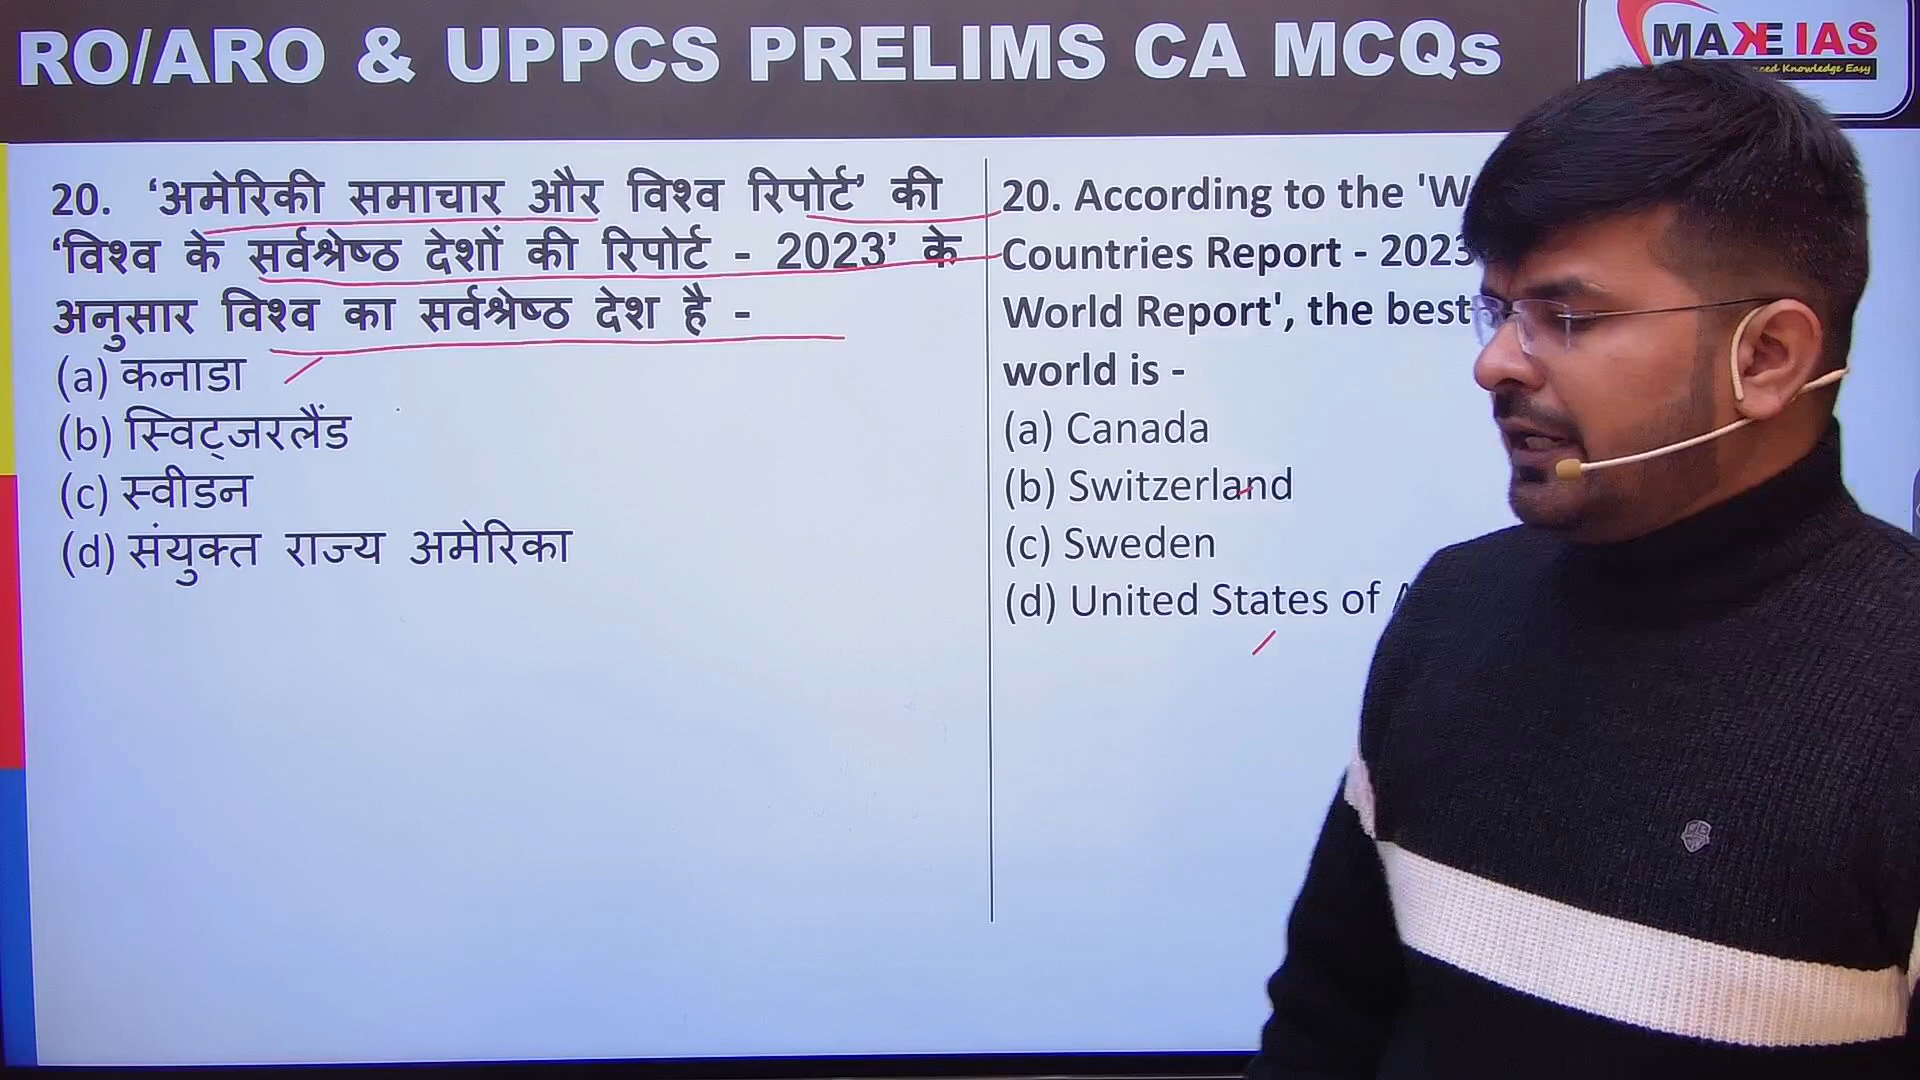 RO/ARO & UPPCS PRELIMS CA MCQs
MAKE IAS
Knowledge Easy
20. ‘अमेरिकी समाचार और विश्व रिपोर्ट’ की
‘विश्व के सर्वश्रेष्ठ देशों की रिपोर्ट - 2023’ के
अनुसार विश्व का सर्वश्रेष्ठ देश है -
(a) कनाडा
(b) स्विट्जरलैंड
(c) स्वीडन
(d) संयुक्त राज्य अमेरिका
20. According to the
Countries Report - 2023
World Report', the best
world is -
(a) Canada
(b) Switzerland
(c) Sweden
(d) United States of